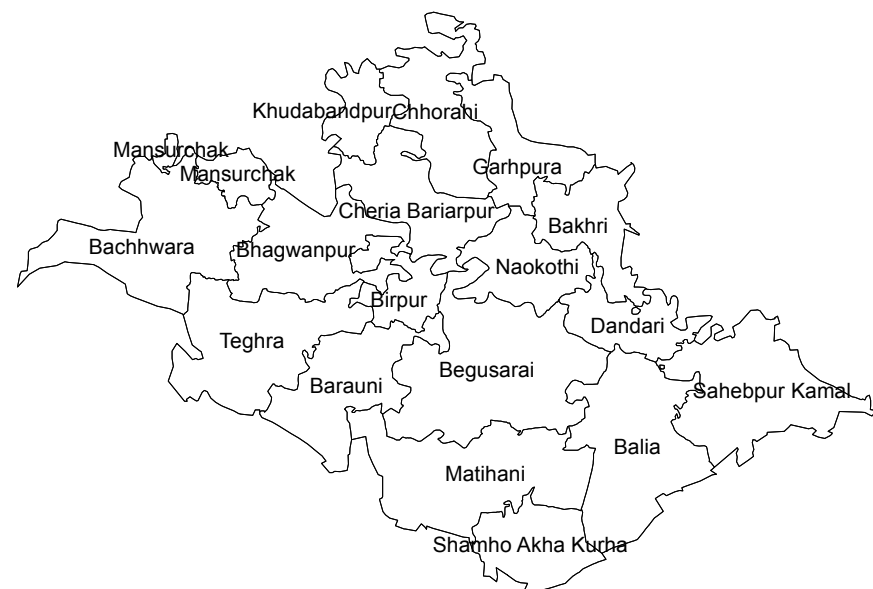 Khudabandpur
Chhorahi
Mansurchak
Mansurchak
Garhpura
Cheria Bariarpur
Bakhri
Bachhwara
Bhagwanpur
Naokothi
Birpur
Dandari
Teghra
Begusarai
Barauni
Sahebpur Kamal
Balia
Matihani
Shamho Akha Kurha